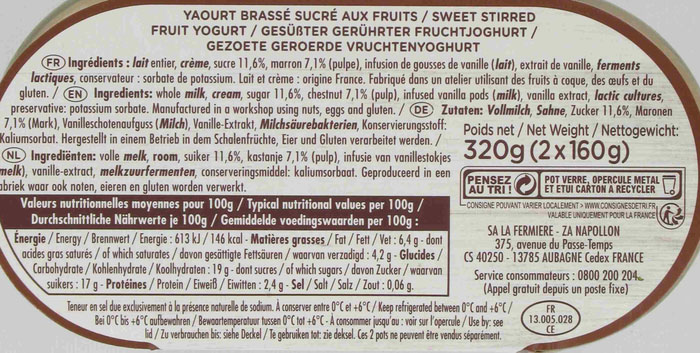 YAOURT BRASSÉ SUCRÉ AUX FRUITS / SWEET STIRRED
FRUIT YOGURT / GESÜßTER GERÜHRTER FRUCHTJOGHURT /
GEZOETE GEROERDE VRUCHTENYOGHURT
FR Ingrédients : lait entier, crème, sucre 11,6%, marron 7,1% (pulpe), infusion de gousses de vanille (lait), extrait de vanille, ferments
lactiques, conservateur : sorbate de potassium. Lait et crème : origine France. Fabriqué dans un atelier utilisant des fruits à coque, des œufs et du
gluten. / EN Ingredients: whole milk, cream, sugar 11,6%, chestnut 7,1% (pulp), infused vanilla pods (milk), vanilla extract, lactic cultures,
preservative: potassium sorbate. Manufactured in a workshop using nuts, eggs and gluten. / DE Zutaten: Vollmilch, Sahne, Zucker 11,6%, Maronen
7,1% (Mark), Vanilleschotenaufguss (Milch), Vanille-Extrakt, Milchsäurebakterien, Konservierungsstoff:
Kaliumsorbat. Hergestellt in einem Betrieb in dem Schalenfrüchte, Eier und Gluten verarbeitet werden. /
NL Ingrediënten: volle melk, room, suiker 11,6%, kastanje 7,1% (pulp), infusie van vanillestokjes
(melk), vanille-extract, melkzuurfermenten, conserveringsmiddel: kaliumsorbaat. Geproduceerd in een
abriek waar ook noten, eieren en gluten worden verwerkt.
Poids net / Net Weight / Nettogewicht:
320g (2x160g)
PENSEZ
AU TRI !
POT VERRE, OPERCULE METAL
ET ETUI CARTON A RECYCLER
CONSIGNE POUVANT VARIER LOCALEMENT > WWW.CONSIGNESDETRI.FR
VALABLE UNIQUEMENT POUR LA FRANCE
Valeurs nutritionnelles moyennes pour 100g / Typical nutritional values per 100g /
Durchschnittliche Nährwerte je 100g / Gemiddelde voedingswaarden per 100g :
Énergie / Energy / Brennwert / Energie : 613 kJ / 146 kcal - Matières grasses / Fat / Fett / Vet : 6,4 g - dont
acides gras saturés / of which saturates / davon gesättigte Fettsäuren / waarvan verzadigd : 4,2 g - Glucides /
Carbohydrate / Kohlenhydrate / Koolhydraten : 19 g - dont sucres / of which sugars / davon Zucker / waarvan
suikers : 17 g - Protéines / Protein / Eiweiß / Eiwitten : 2,4 g - Sel / Salt / Salz / Zout : 0,06 g.
SA LA FERMIERE - ZA NAPOLLON
375, avenue du Passe-Temps
CS 40250 - 13785 AUBAGNE Cedex FRANCE
Service consommateurs : 0800 200 204
(Appel gratuit depuis un poste fixe)
Teneur en sel due exclusivement à la présence naturelle de sodium. À conserver entre 0°C et +6°C / Keep refrigerated between 0°C and +6°C /
Bei 0°C bis +6°C aufbewahren / Bewaartemperatuur tussen 0°C tot +6°C - À consommer jusqu'au : voir sur l'opercule / Use by: see
lid / Zu verbrauchen bis: siehe Deckel / Te gebruiken tot: zie deksel. Ces 2 pots ne peuvent être vendus séparément.
FR
13.005.028
CE